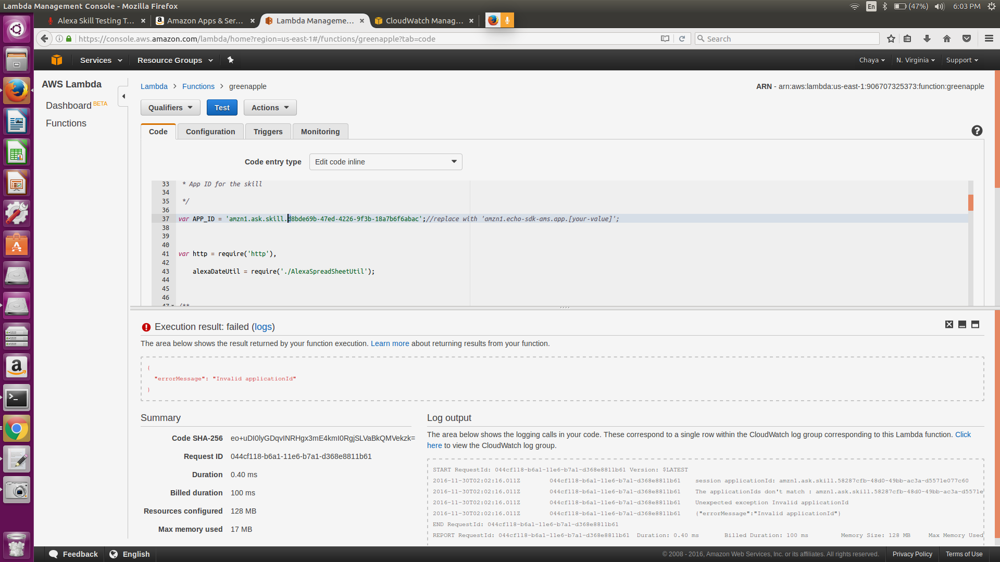 Lambda Management Console - Mozilla Firefox
En
(47%)
6:03 PM
Alexa Skill Testing T...
Amazon Apps & Ser...
Lambda Manageme...
CloudWatch Manag...
https://console.aws.amazon.com/lambda/home?region=us-east-1#/functions/greenapple?tab=code
Search
Services
Resource Groups
Chaya
N. Virginia
Support
AWS Lambda
Dashboard BETA
Functions
Lambda > Functions > greenapple
ARN - arn:aws:lambda:us-east-1:906707325373:function:greenapple
Qualifiers
Test
Actions
Code
Configuration
Triggers
Monitoring
Code entry type
Edit code inline
33 * App ID for the skill
34
35 */
36
37 var APP_ID = 'amzn1.ask.skill.d8bde69b-47ed-4226-9f3b-18a7b6f6abac';//replace with 'amzn1.echo-sdk-ams.app.[your-value]';
38
39
40
41 var http = require('http'),
42
43 alexaDateUtil = require('./AlexaSpreadSheetUtil');
44
45
46
47 /**
Execution result: failed (logs)
The area below shows the result returned by your function execution. Learn more about returning results from your function.
{
"errorMessage": "Invalid applicationId"
}
Summary
Code SHA-256 eo+uDI0lyGDqvINRHgx3mE4kmI0RgjSLVaBkQMVekzk=
Request ID 044cf118-b6a1-11e6-b7a1-d368e8811b61
Duration 0.40 ms
Billed duration 100 ms
Resources configured 128 MB
Max memory used 17 MB
Log output
The area below shows the logging calls in your code. These correspond to a single row within the CloudWatch log group corresponding to this Lambda function. Click
here to view the CloudWatch log group.
START RequestId: 044cf118-b6a1-11e6-b7a1-d368e8811b61 Version: $LATEST
2016-11-30T02:02:16.011Z 044cf118-b6a1-11e6-b7a1-d368e8811b61 session applicationId: amzn1.ask.skill.58287cfb-48d0-49bb-ac3a-d5571e077c60
2016-11-30T02:02:16.011Z 044cf118-b6a1-11e6-b7a1-d368e8811b61 The applicationIds don't match : amzn1.ask.skill.58287cfb-48d0-49bb-ac3a-d5571e
2016-11-30T02:02:16.011Z 044cf118-b6a1-11e6-b7a1-d368e8811b61 Unexpected exception Invalid applicationId
2016-11-30T02:02:16.011Z 044cf118-b6a1-11e6-b7a1-d368e8811b61 {"errorMessage":"Invalid applicationId"}
END RequestId: 044cf118-b6a1-11e6-b7a1-d368e8811b61
REPORT RequestId: 044cf118-b6a1-11e6-b7a1-d368e8811b61 Duration: 0.40 ms Billed Duration: 100 ms Memory Size: 128 MB Max Memory Used
Feedback
English
© 2008 - 2016, Amazon Web Services, Inc. or its affiliates. All rights reserved.
Privacy Policy
Terms of Use